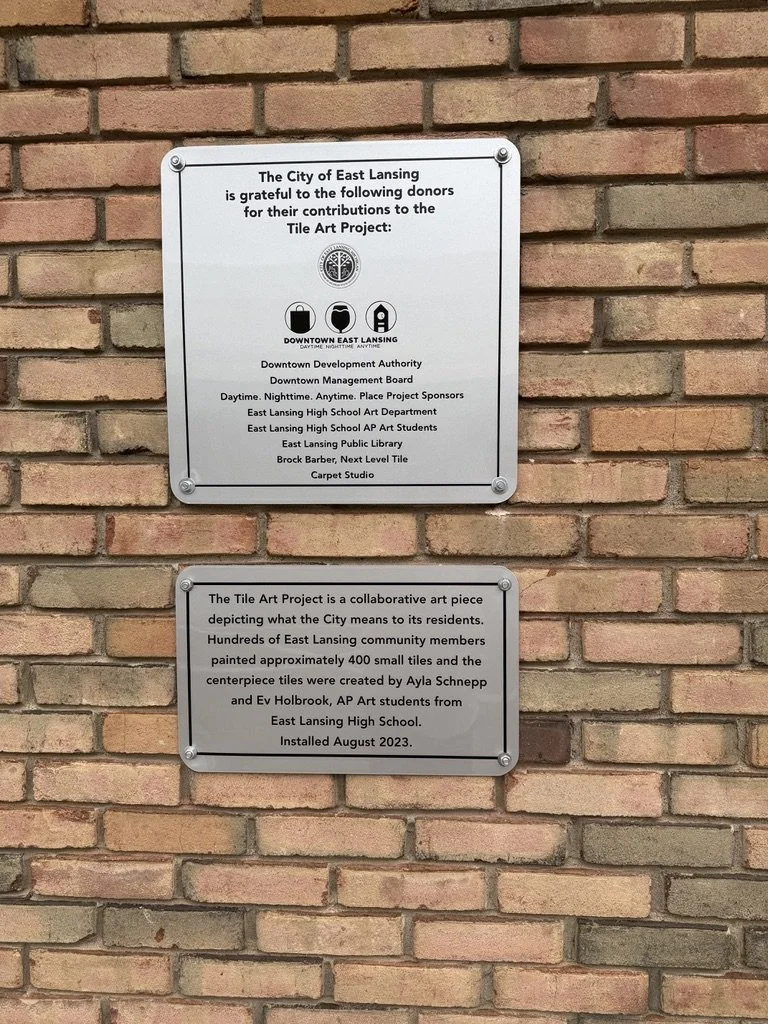 The City of East Lansing
is grateful to the following donors
for their contributions to the
Tile Art Project:
DOWNTOWN EAST LANSING
DAYTIME. NIGHTTIME. ANYTIME.
Downtown Development Authority
Downtown Management Board
Daytime. Nighttime. Anytime. Place Project Sponsors
East Lansing High School Art Department
East Lansing High School AP Art Students
East Lansing Public Library
Brock Barber, Next Level Tile
Carpet Studio
The Tile Art Project is a collaborative art piece
depicting what the City means to its residents.
Hundreds of East Lansing community members
painted approximately 400 small tiles and the
centerpiece tiles were created by Ayla Schnepp
and Ev Holbrook, AP Art students from
East Lansing High School.
Installed August 2023.